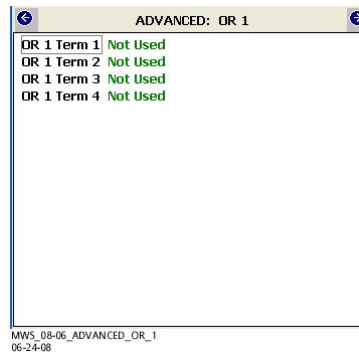 ADVANCED: OR 1
OR 1 Term 1 Not Used
OR 1 Term 2 Not Used
OR 1 Term 3 Not Used
OR 1 Term 4 Not Used
MWS_08-06_ADVANCED_OR_1
06-24-08